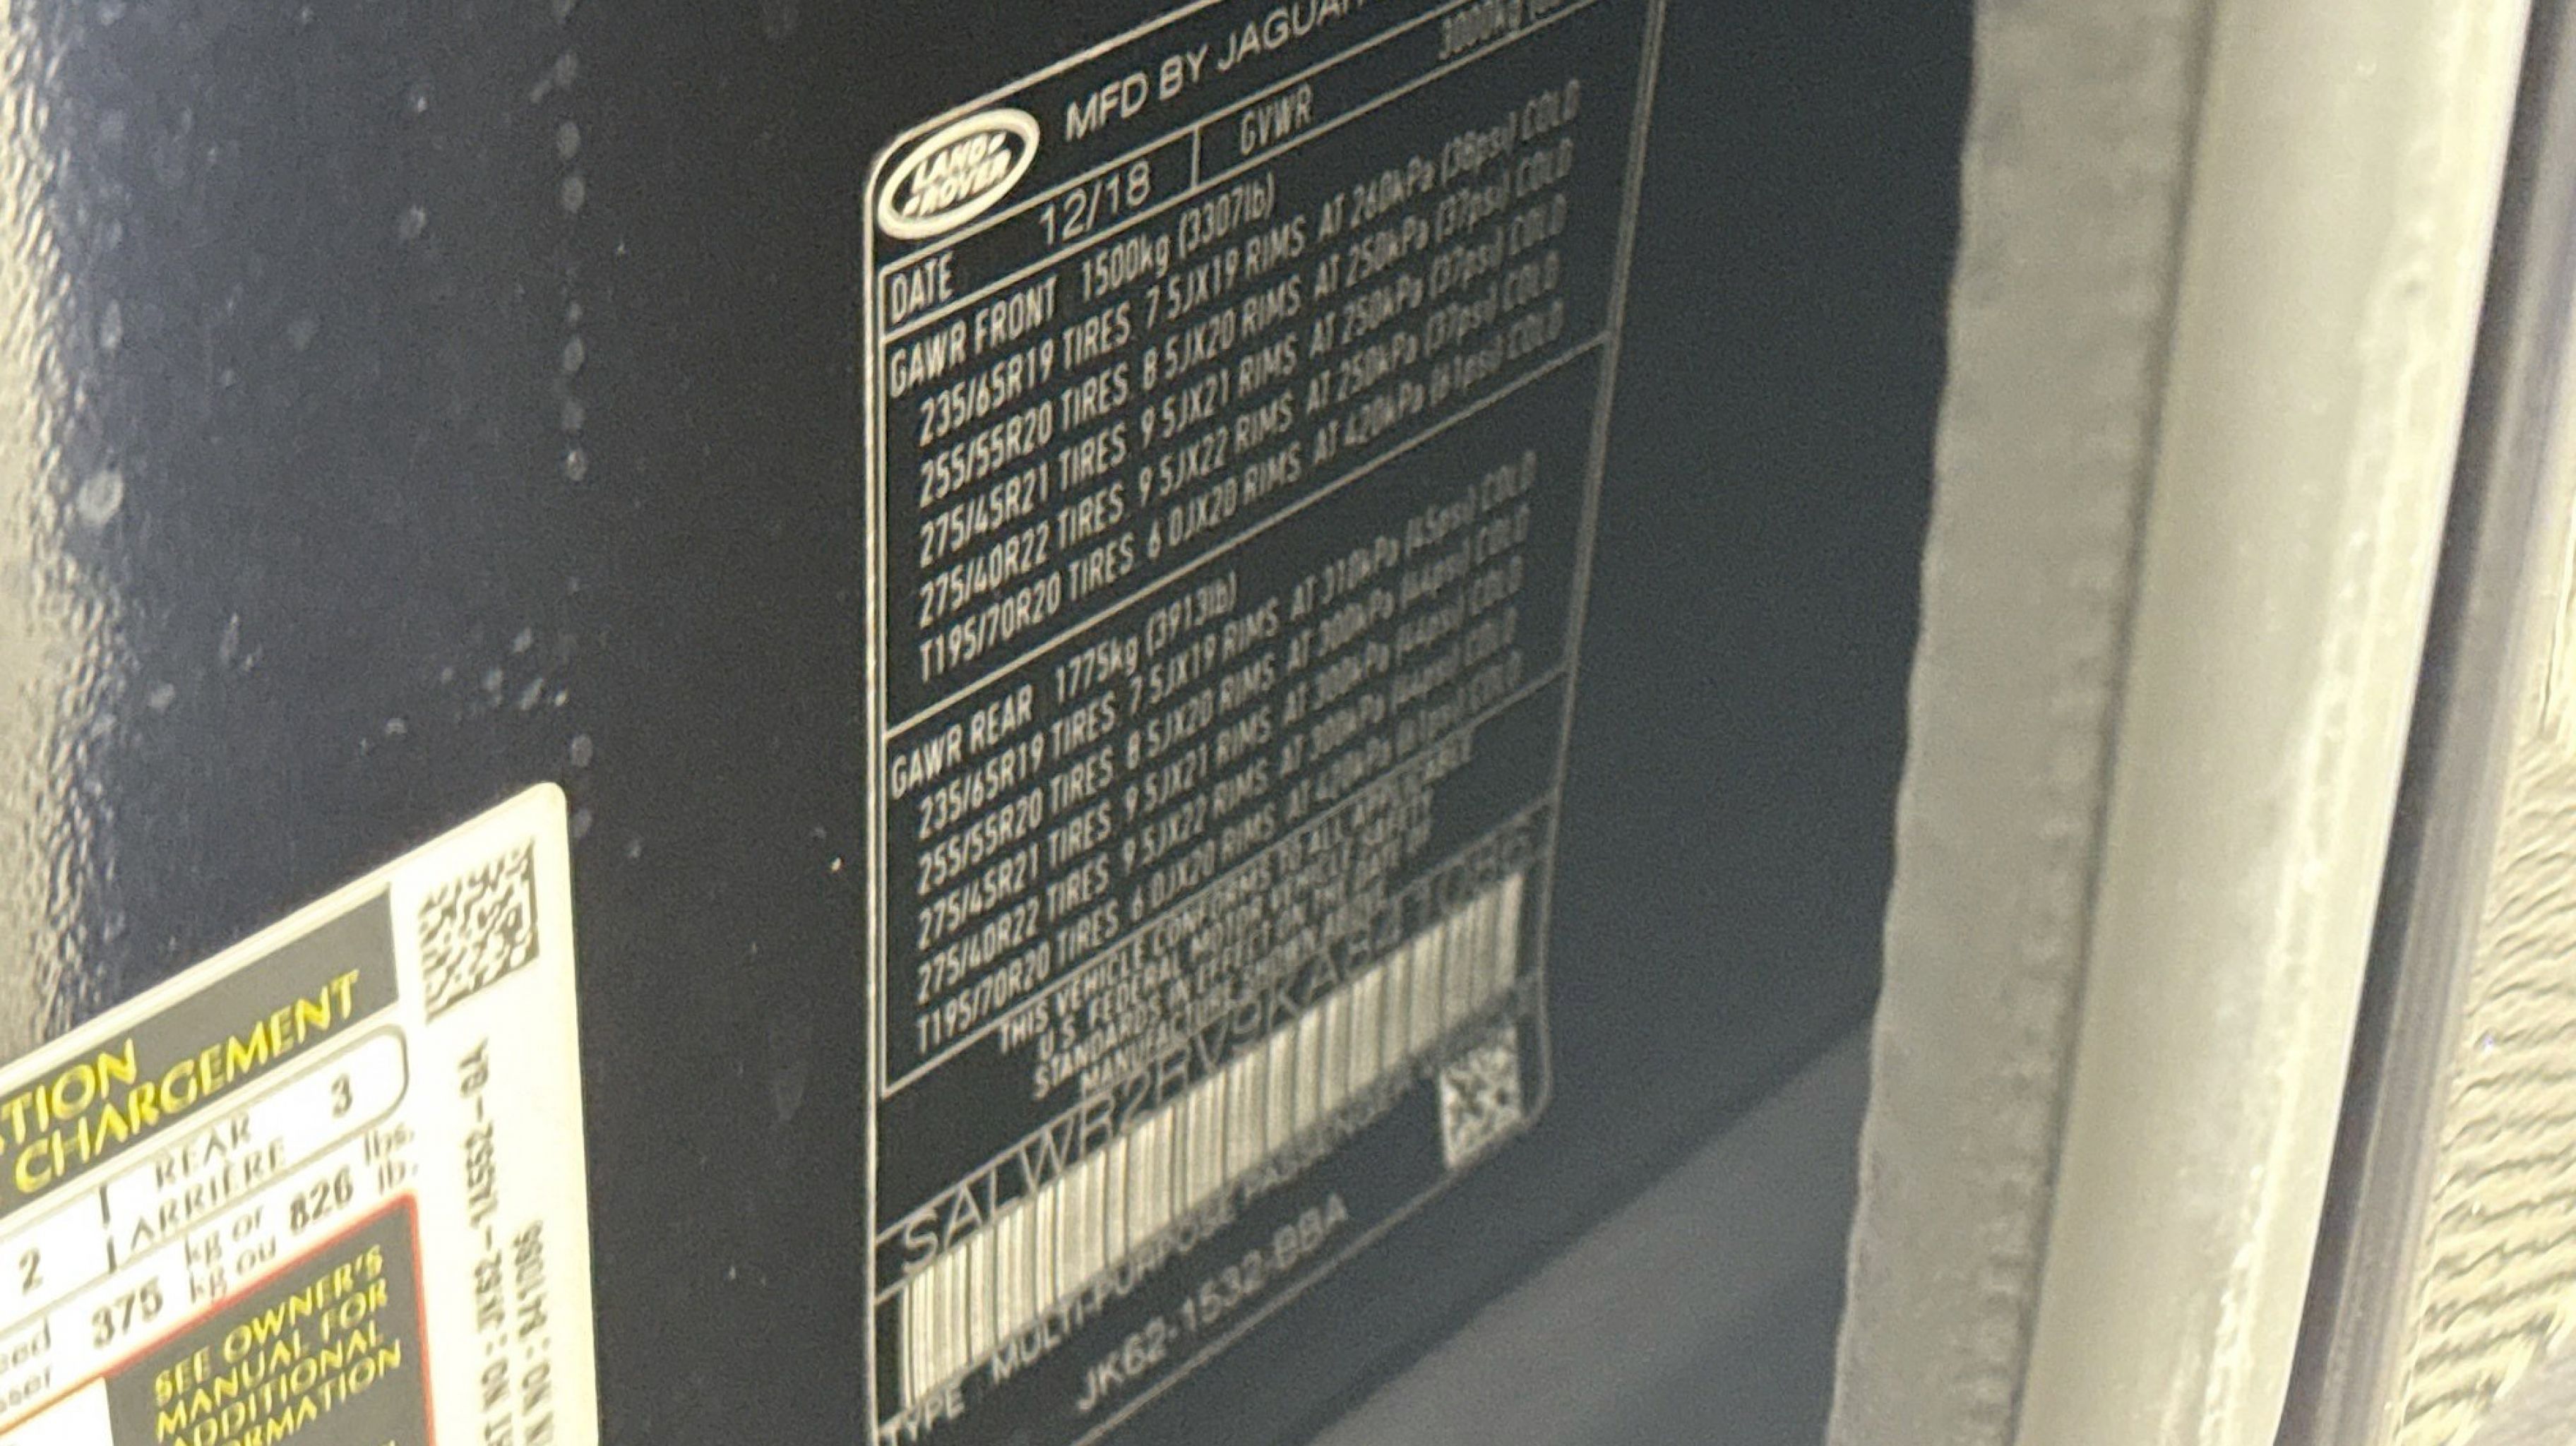 LAND-
-ROVER
MFD BY JAGUAR
DATE 12/18 GVWR 3000kg
GAWR FRONT 1500kg (3307lb)
235/65R19 TIRES 7 5JX19 RIMS AT 260kPa (38psi) COLD
255/55R20 TIRES 8 5JX20 RIMS AT 250kPa (37psi) COLD
275/45R21 TIRES 9 5JX21 RIMS AT 250kPa (37psi) COLD
275/40R22 TIRES 9 5JX22 RIMS AT 250kPa (37psi) COLD
T195/70R20 TIRES 6 0JX20 RIMS AT 420kPa (61psi) COLD
GAWR REAR 1775kg (3913lb)
235/65R19 TIRES 7 5JX19 RIMS AT 310kPa (45psi) COLD
255/55R20 TIRES 8 5JX20 RIMS AT 300kPa (44psi) COLD
275/45R21 TIRES 9 5JX21 RIMS AT 300kPa (44psi) COLD
275/40R22 TIRES 9 5JX22 RIMS AT 300kPa (44psi) COLD
T195/70R20 TIRES 6 0JX20 RIMS AT 420kPa (61psi) COLD
THIS VEHICLE CONFORMS TO ALL APPLICABLE
U.S. FEDERAL MOTOR VEHICLE SAFETY
STANDARDS IN EFFECT ON THE DATE OF
MANUFACTURE SHOWN ABOVE
TYPE MULTI-PURPOSE PASSENGER
JK62-1532-BBA
TION
CHARGEMENT
2 REAR 3
ARRIÈRE
375 kg or 826 lbs.
kg ou lb.
SEE OWNER'S
MANUAL FOR
ADDITIONAL
ORMATION